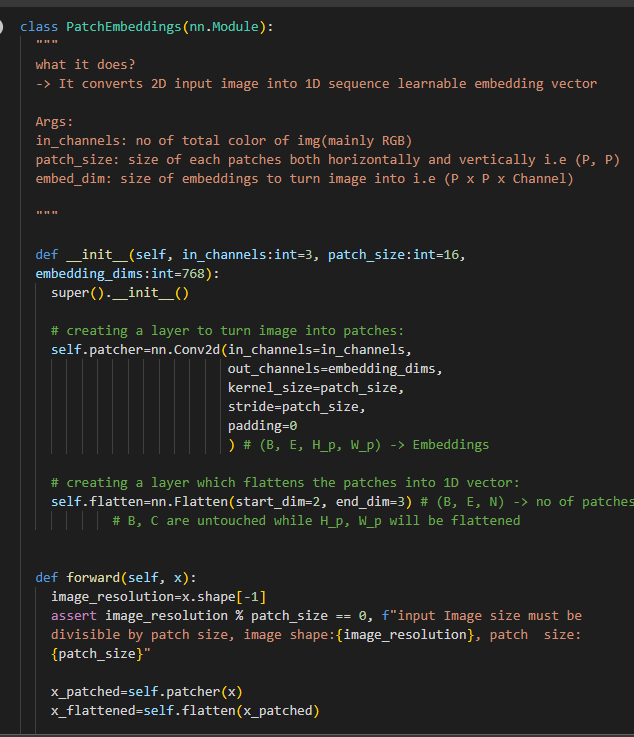 class PatchEmbeddings(nn.Module):
"""
what it does?
-> It converts 2D input image into 1D sequence learnable embedding vector
Args:
in_channels: no of total color of img(mainly RGB)
patch_size: size of each patches both horizontally and vertically i.e (P, P)
embed_dim: size of embeddings to turn image into i.e (P x P x Channel)
"""
def __init__(self, in_channels:int=3, patch_size:int=16,
embedding_dims:int=768):
super().__init__()
# creating a layer to turn image into patches:
self.patcher=nn.Conv2d(in_channels=in_channels,
out_channels=embedding_dims,
kernel_size=patch_size,
stride=patch_size,
padding=0
) # (B, E, H_p, W_p) -> Embeddings
# creating a layer which flattens the patches into 1D vector:
self.flatten=nn.Flatten(start_dim=2, end_dim=3) # (B, E, N) -> no of patches
# B, C are untouched while H_p, W_p will be flattened
def forward(self, x):
image_resolution=x.shape[-1]
assert image_resolution % patch_size == 0, f"input Image size must be
divisible by patch size, image shape:{image_resolution}, patch  size:
{patch_size}"
x_patched=self.patcher(x)
x_flattened=self.flatten(x_patched)